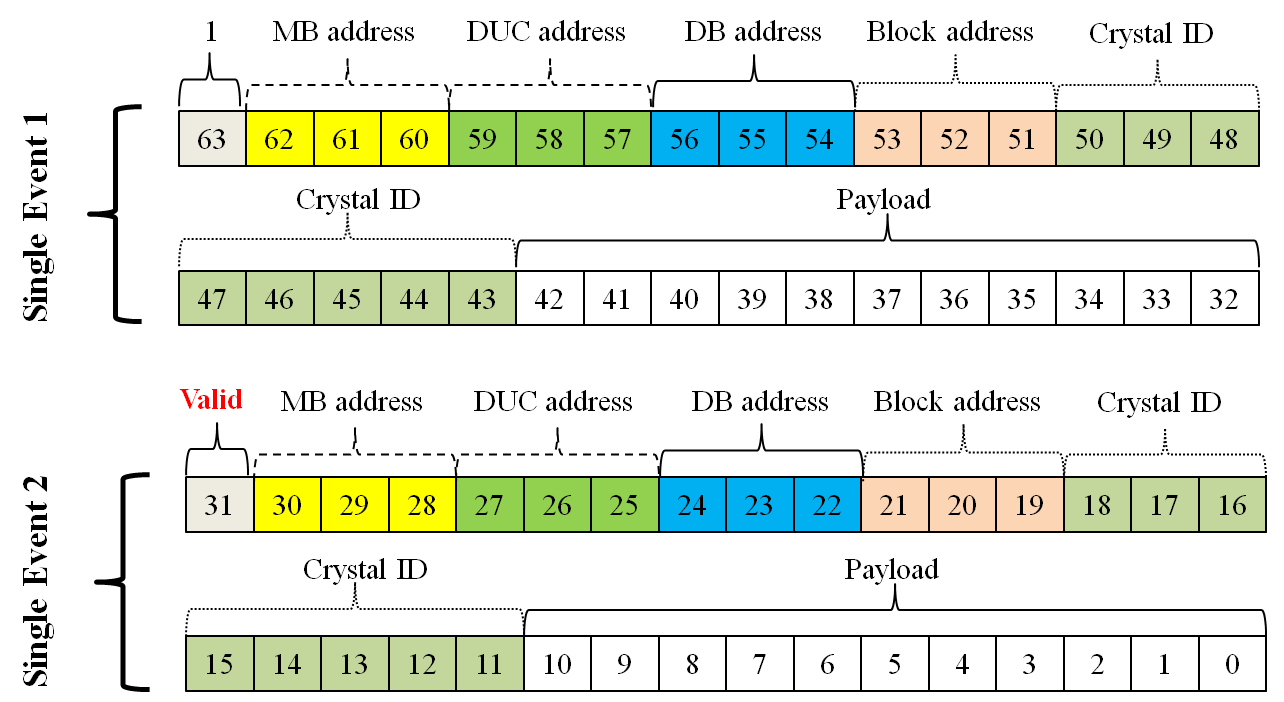 1 MB address DUC address DB address Block address Crystal ID
Single Event 1
63 62 61 60 59 58 57 56 55 54 53 52 51 50 49 48
Crystal ID Payload
47 46 45 44 43 42 41 40 39 38 37 36 35 34 33 32
Valid MB address DUC address DB address Block address Crystal ID
Single Event 2
31 30 29 28 27 26 25 24 23 22 21 20 19 18 17 16
Crystal ID Payload
15 14 13 12 11 10 9 8 7 6 5 4 3 2 1 0